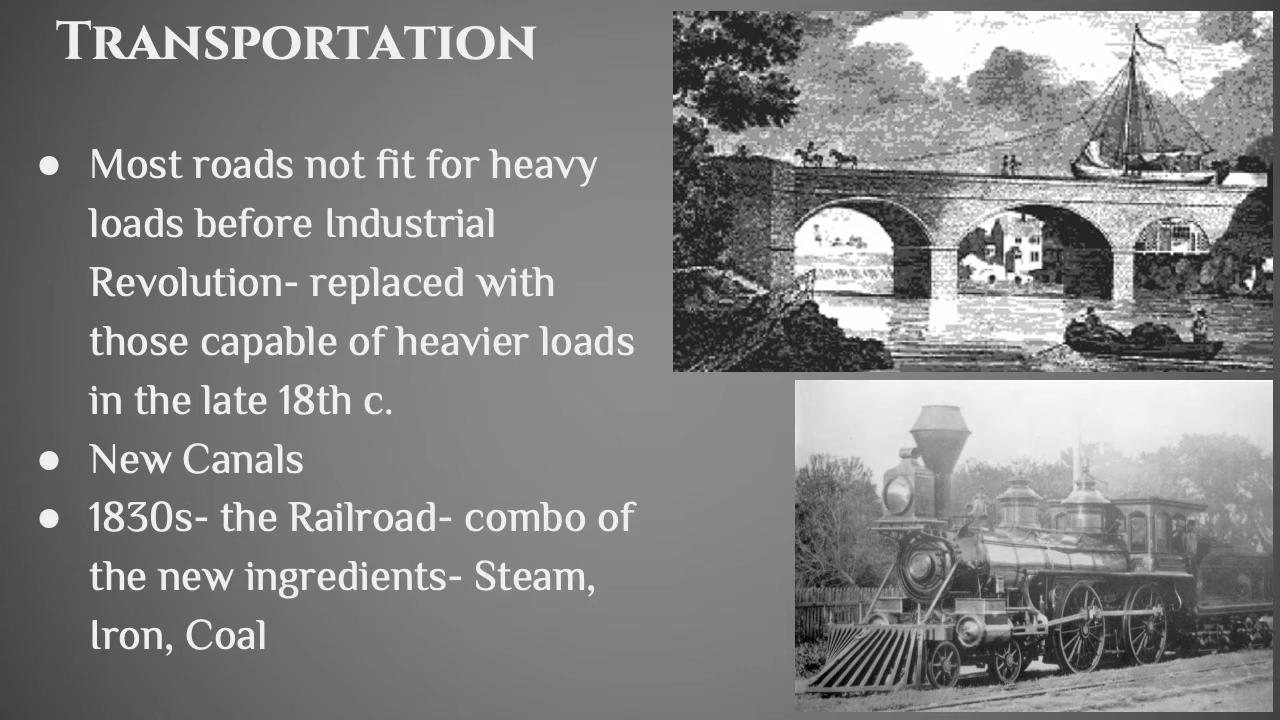 Transportation
● Most roads not fit for heavy
loads before Industrial
Revolution- replaced with
those capable of heavier loads
in the late 18th c.
● New Canals
● 1830s- the Railroad- combo of
the new ingredients- Steam,
Iron, Coal